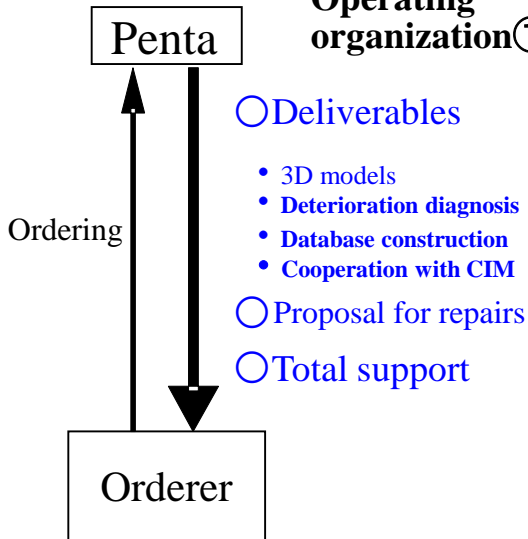 Operating
organization
Penta
○Deliverables
• 3D models
• Deterioration diagnosis
• Database construction
• Cooperation with CIM
Ordering
○Proposal for repairs
○Total support
Orderer